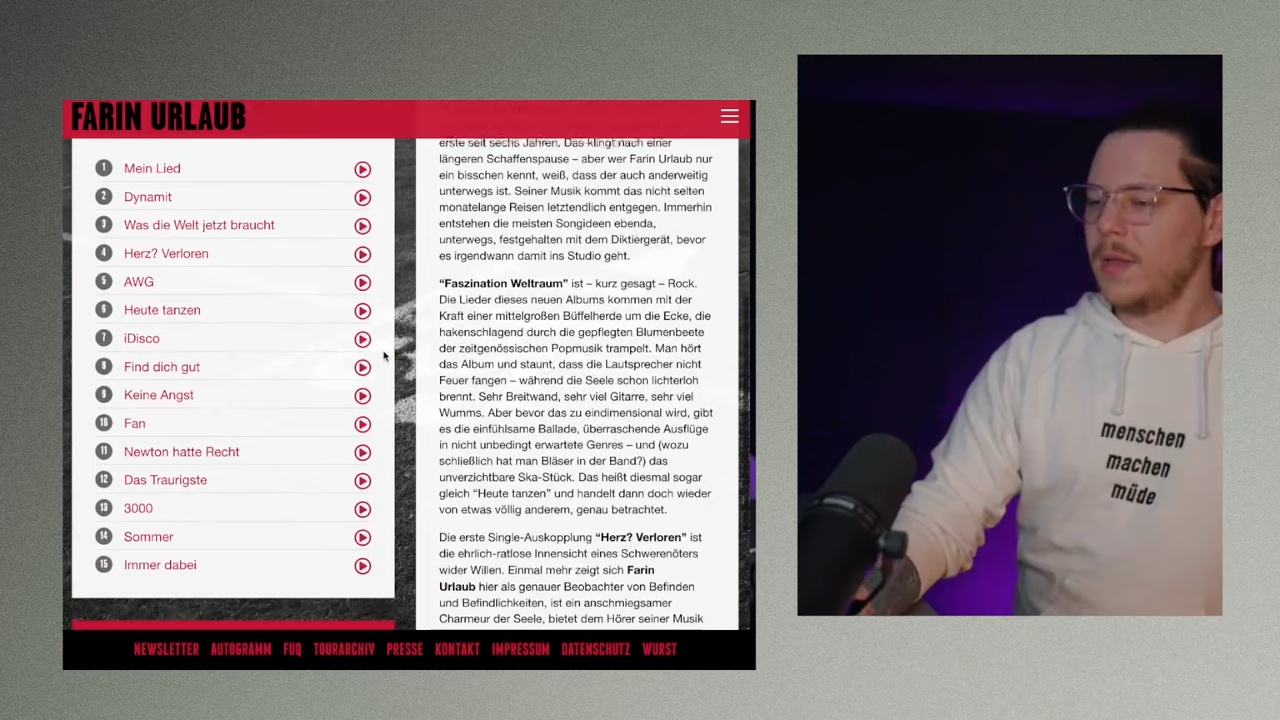 FARIN URLAUB
1 Mein Lied
2 Dynamit
3 Was die Welt jetzt braucht
4 Herz? Verloren
5 AWG
6 Heute tanzen
7 iDisco
8 Find dich gut
9 Keine Angst
10 Fan
11 Newton hatte Recht
12 Das Traurigste
13 3000
14 Sommer
15 Immer dabei
erste seit sechs Jahren. Das klingt nach einer
längeren Schaffenspause – aber wer Farin Urlaub nur
ein bisschen kennt, weiß, dass der auch anderweitig
unterwegs ist. Seiner Musik kommt das nicht selten
monatelange Reisen letztendlich entgegen. Immerhin
entstehen die meisten Songideen ebenda,
unterwegs, festgehalten mit dem Diktiergerät, bevor
es irgendwann damit ins Studio geht.
“Faszination Weltraum” ist – kurz gesagt – Rock.
Die Lieder dieses neuen Albums kommen mit der
Kraft einer mittelgroßen Büffelherde um die Ecke, die
hakenschlagend durch die gepflegten Blumenbeete
der zeitgenössischen Popmusik trampelt. Man hört
das Album und staunt, dass die Lautsprecher nicht
Feuer fangen – während die Seele schon lichterloh
brennt. Sehr Breitwand, sehr viel Gitarre, sehr viel
Wumms. Aber bevor das zu eindimensional wird, gibt
es die einfühlsame Ballade, überraschende Ausflüge
in nicht unbedingt erwartete Genres – und (wozu
schließlich hat man Bläser in der Band?) das
unverzichtbare Ska-Stück. Das heißt diesmal sogar
gleich “Heute tanzen” und handelt dann doch wieder
von etwas völlig anderem, genau betrachtet.
Die erste Single-Auskopplung “Herz? Verloren” ist
die ehrlich-ratlose Innensicht eines Schwerenöters
wider Willen. Einmal mehr zeigt sich Farin
Urlaub hier als genauer Beobachter von Befinden
und Befindlichkeiten, ist ein anschmiegsamer
Charmeur der Seele, bietet dem Hörer seiner Musik
NEWSLETTER AUTOGRAMM FUQ TOURARCHIV PRESSE KONTAKT IMPRESSUM DATENSCHUTZ WURST
menschen
machen
müde